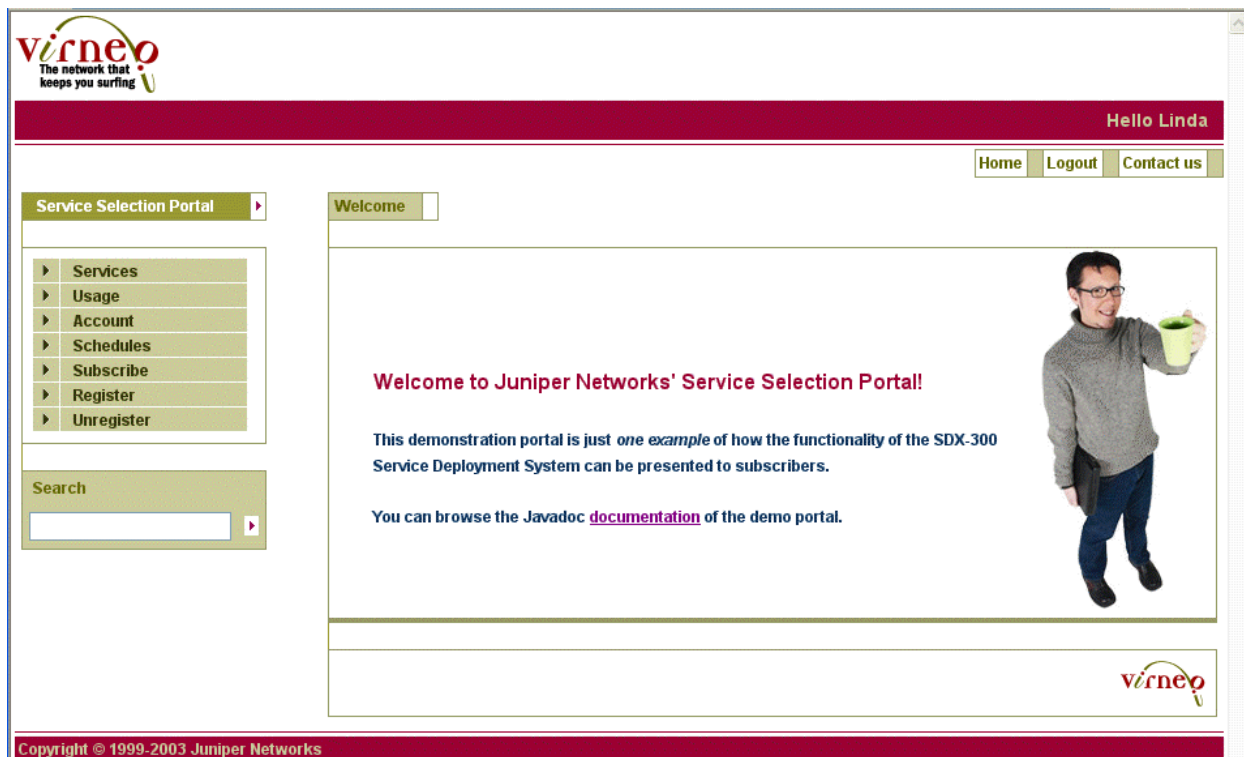 virneo
The network that
keeps you surfing
Hello Linda
Home Logout Contact us
Service Selection Portal
Welcome
Services
Usage
Account
Schedules
Subscribe
Register
Unregister
Search
Welcome to Juniper Networks' Service Selection Portal!
This demonstration portal is just one example of how the functionality of the SDX-300
Service Deployment System can be presented to subscribers.
You can browse the Javadoc documentation of the demo portal.
virneo
Copyright © 1999-2003 Juniper Networks